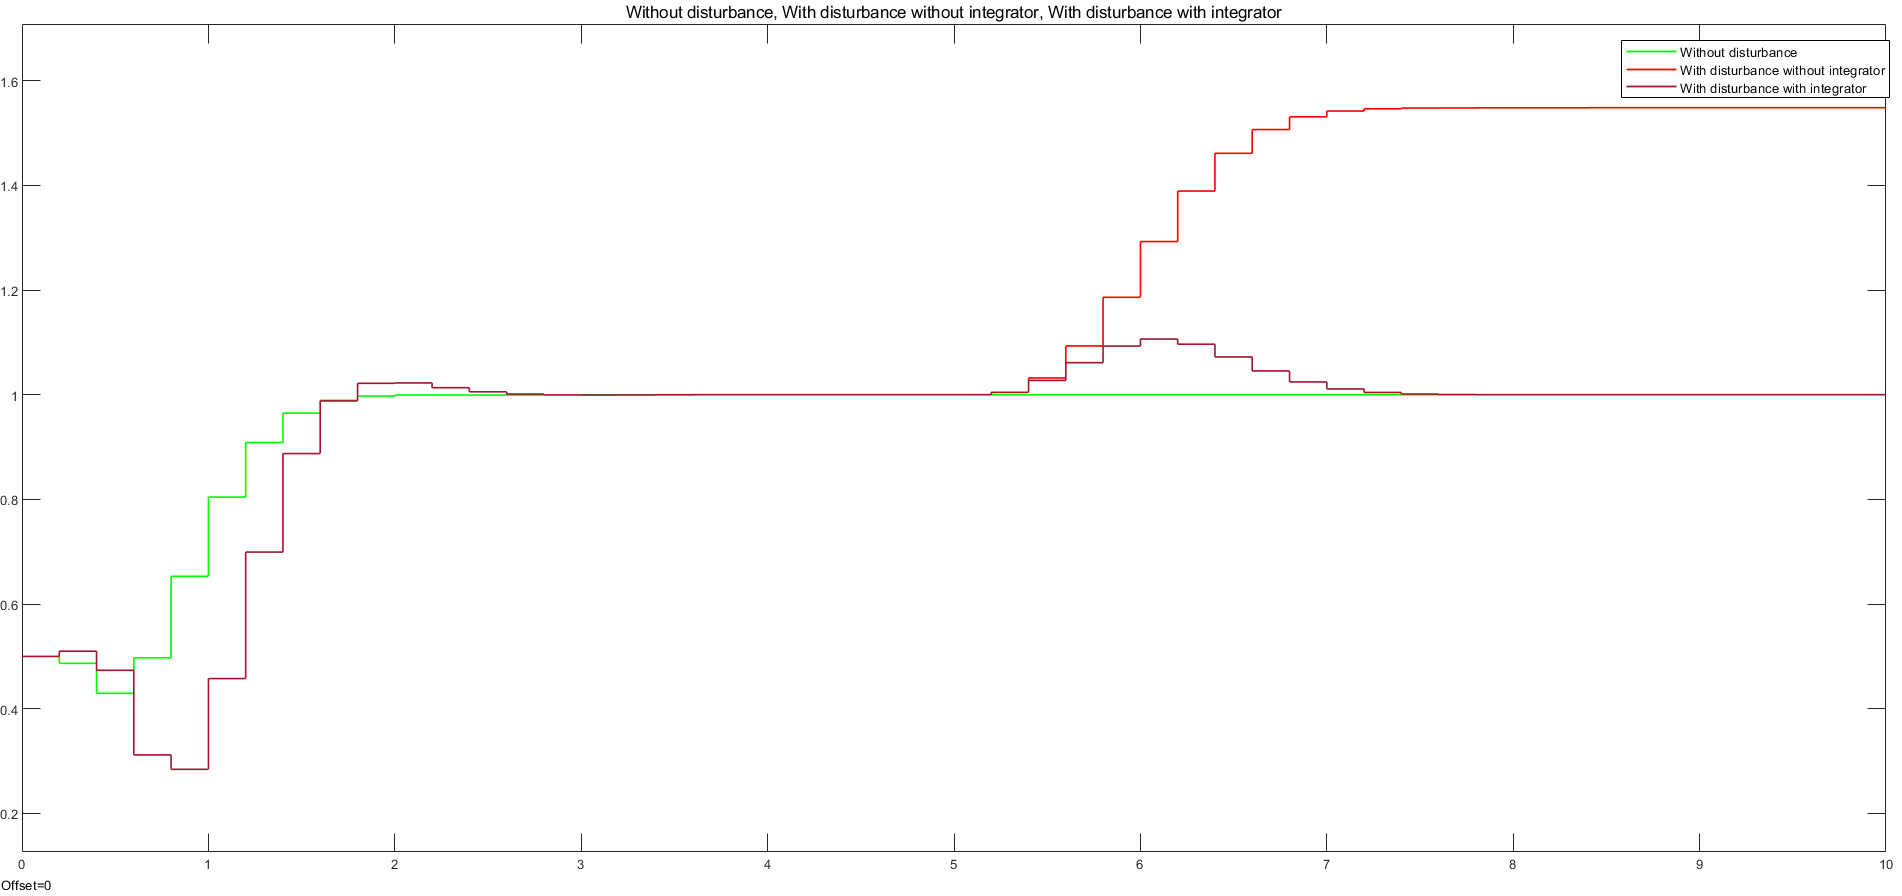 Without disturbance, With disturbance without integrator, With disturbance with integrator
Without disturbance
With disturbance without integrator
With disturbance with integrator
1.6
1.4
1.2
1
0.8
0.6
0.4
0.2
0 1 2 3 4 5 6 7 8 9 10
Offset=0